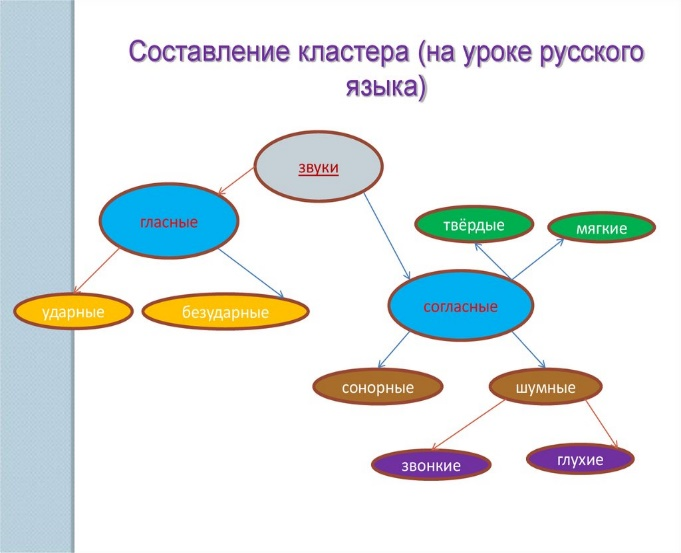 Составление кластера (на уроке русского
языка)
звуки
гласные
твёрдые
мягкие
ударные
безударные
согласные
сонорные
шумные
звонкие
глухие